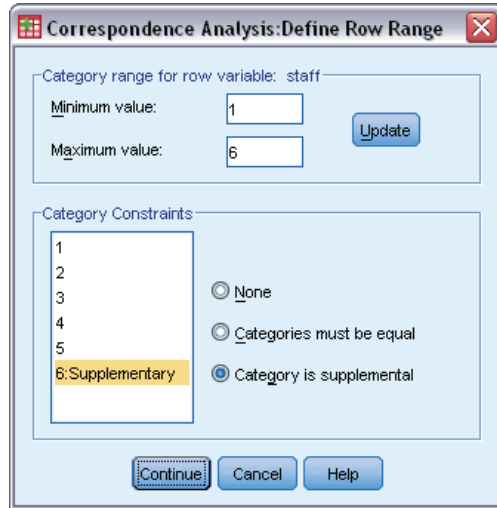 Correspondence Analysis:Define Row Range
Category range for row variable: staff
Minimum value:
1
Maximum value:
6
Update
Category Constraints
1
2
3
4
5
6:Supplementary
None
Categories must be equal
Category is supplemental
Continue
Cancel
Help